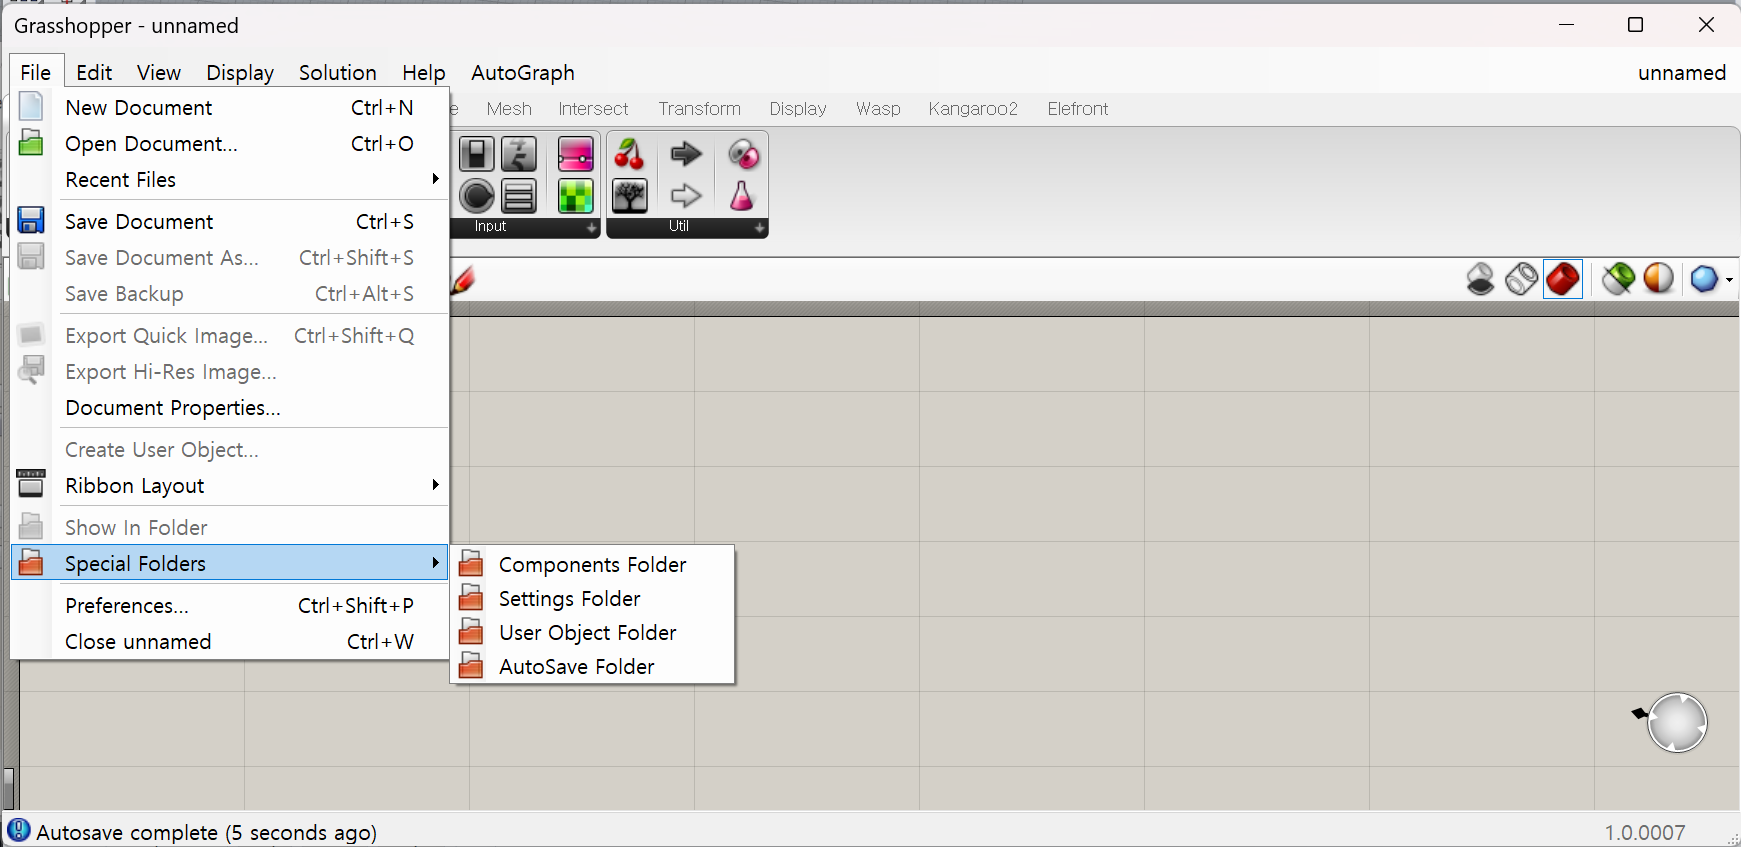 Grasshopper - unnamed
File Edit View Display Solution Help AutoGraph unnamed
Mesh Intersect Transform Display Wasp Kangaroo2 Elefront
New Document Ctrl+N
Open Document... Ctrl+O
Recent Files
Save Document Ctrl+S
Save Document As... Ctrl+Shift+S
Save Backup Ctrl+Alt+S
Export Quick Image... Ctrl+Shift+Q
Export Hi-Res Image...
Document Properties...
Create User Object...
Ribbon Layout
Show In Folder
Special Folders
Preferences... Ctrl+Shift+P
Close unnamed Ctrl+W
Input Util
Components Folder
Settings Folder
User Object Folder
AutoSave Folder
Autosave complete (5 seconds ago) 1.0.0007